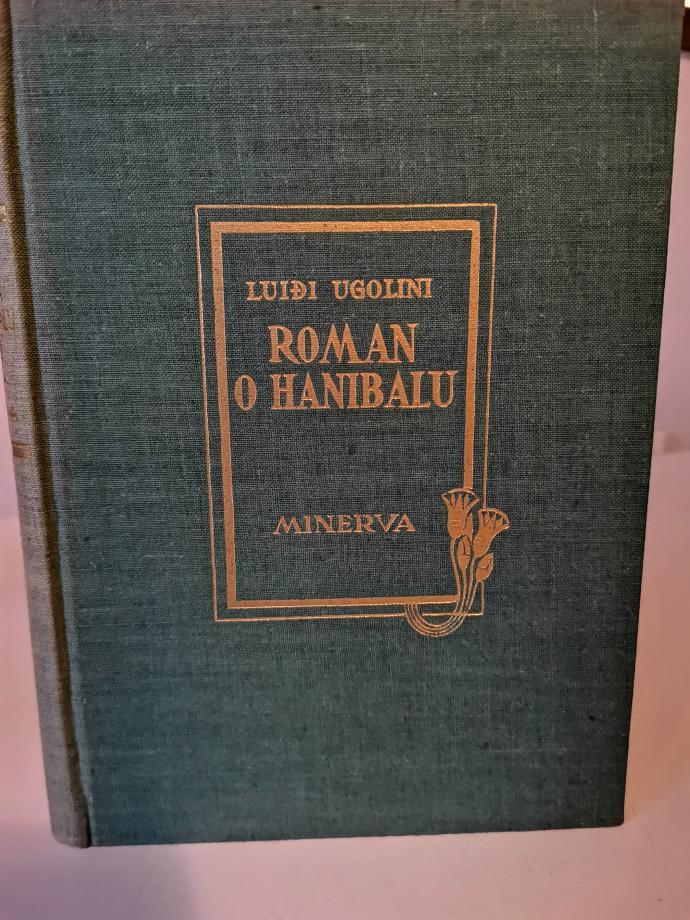 LUIĐI UGOLINI
ROMAN
O HANIBALU
MINERVA